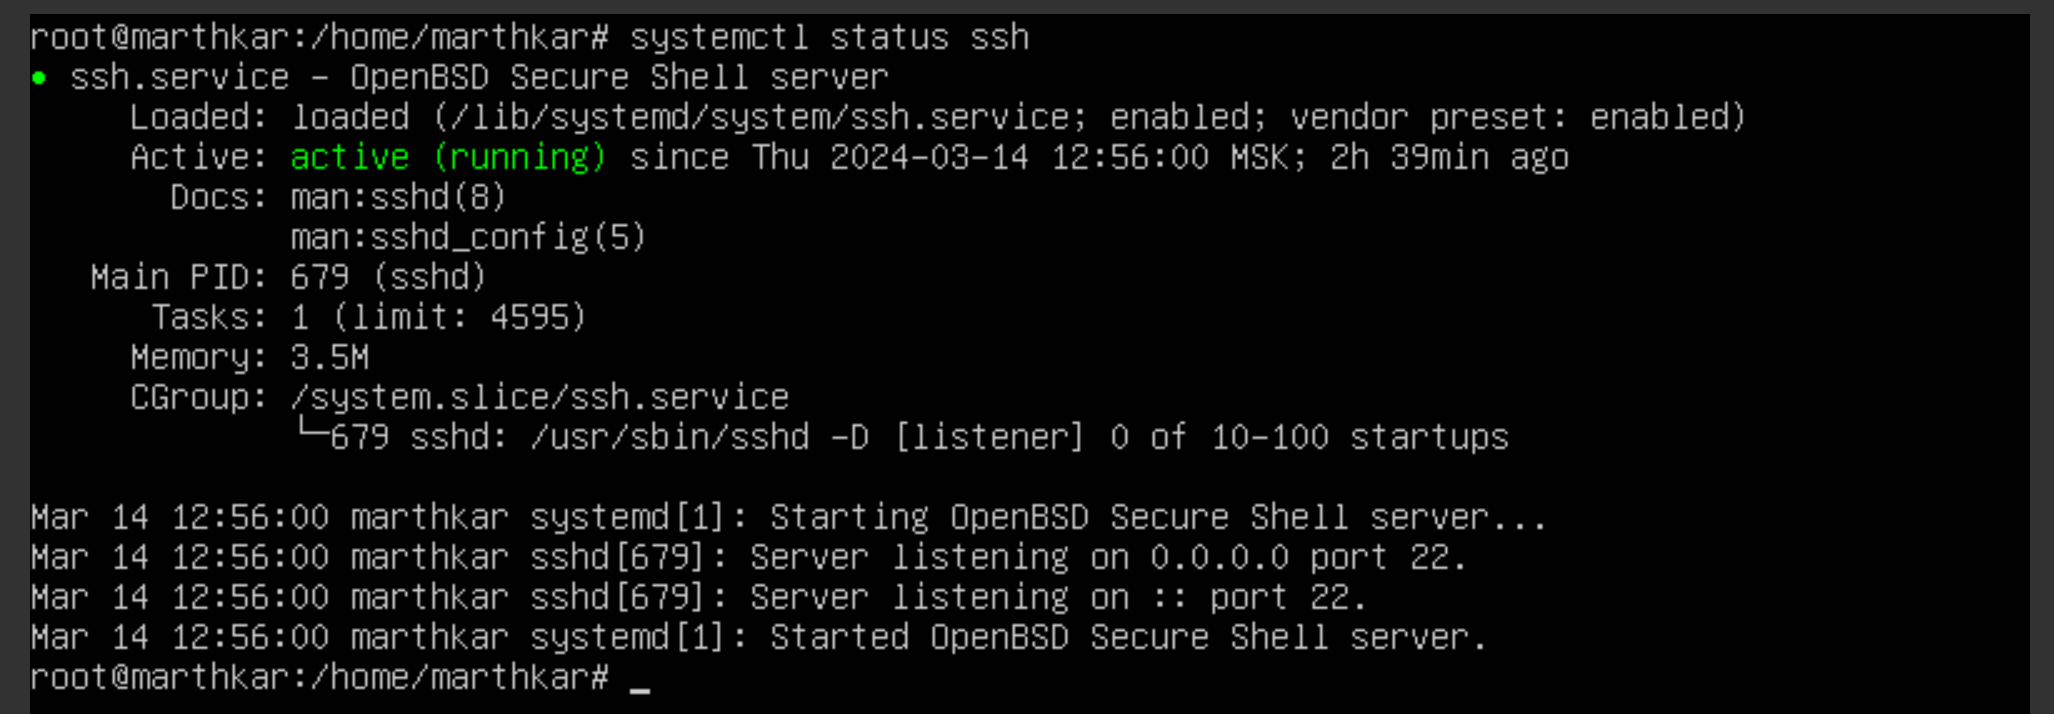 root@marthkar:/home/marthkar# systemctl status ssh
● ssh.service - OpenBSD Secure Shell server
     Loaded: loaded (/lib/systemd/system/ssh.service; enabled; vendor preset: enabled)
     Active: active (running) since Thu 2024-03-14 12:56:00 MSK; 2h 39min ago
       Docs: man:sshd(8)
             man:sshd_config(5)
   Main PID: 679 (sshd)
      Tasks: 1 (limit: 4595)
     Memory: 3.5M
     CGroup: /system.slice/ssh.service
             └─679 sshd: /usr/sbin/sshd -D [listener] 0 of 10-100 startups

Mar 14 12:56:00 marthkar systemd[1]: Starting OpenBSD Secure Shell server...
Mar 14 12:56:00 marthkar sshd[679]: Server listening on 0.0.0.0 port 22.
Mar 14 12:56:00 marthkar sshd[679]: Server listening on :: port 22.
Mar 14 12:56:00 marthkar systemd[1]: Started OpenBSD Secure Shell server.
root@marthkar:/home/marthkar# _